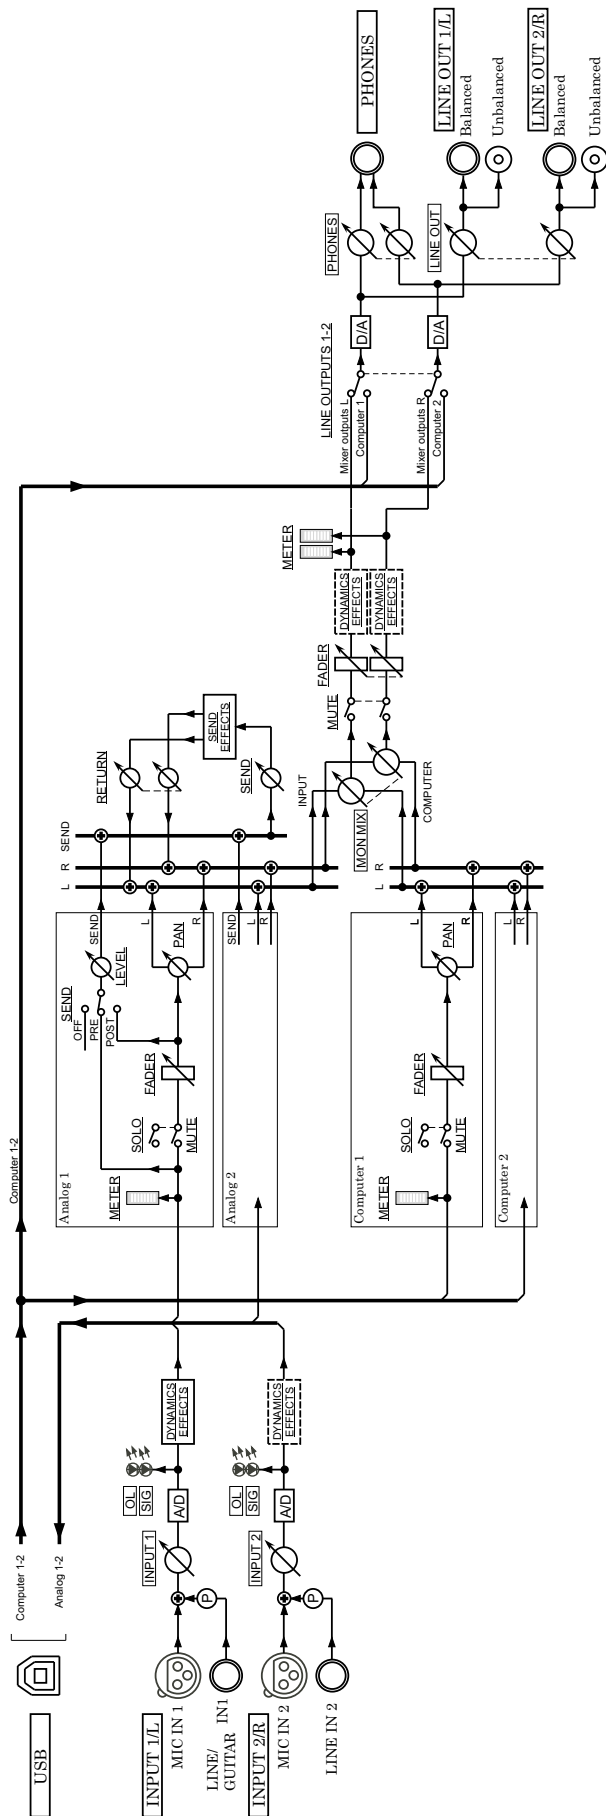 USB
Computer 1-2
Analog 1-2
INPUT 1/L
MIC IN 1
LINE/
GUITAR IN1
INPUT 2/R
MIC IN 2
LINE IN 2
P
P
INPUT 1
INPUT 2
A/D
A/D
OL
SIG
OL
SIG
DYNAMICS
EFFECTS
DYNAMICS
EFFECTS
Computer 1-2
Analog 1
METER
SOLO
MUTE
FADER
SEND
OFF
PRE
POST
LEVEL
PAN
SEND
L
R
Analog 2
SEND
L
R
Computer 1
METER
SOLO
MUTE
FADER
PAN
L
R
Computer 2
L
R
L
R
SEND
L
R
RETURN
SEND
SEND
EFFECTS
INPUT
MON MIX
COMPUTER
MUTE
FADER
DYNAMICS
EFFECTS
DYNAMICS
EFFECTS
METER
LINE OUTPUTS 1-2
Mixer outputs L
Computer 1
Mixer outputs R
Computer 2
D/A
D/A
PHONES
LINE OUT
PHONES
LINE OUT 1/L
Balanced
Unbalanced
LINE OUT 2/R
Balanced
Unbalanced